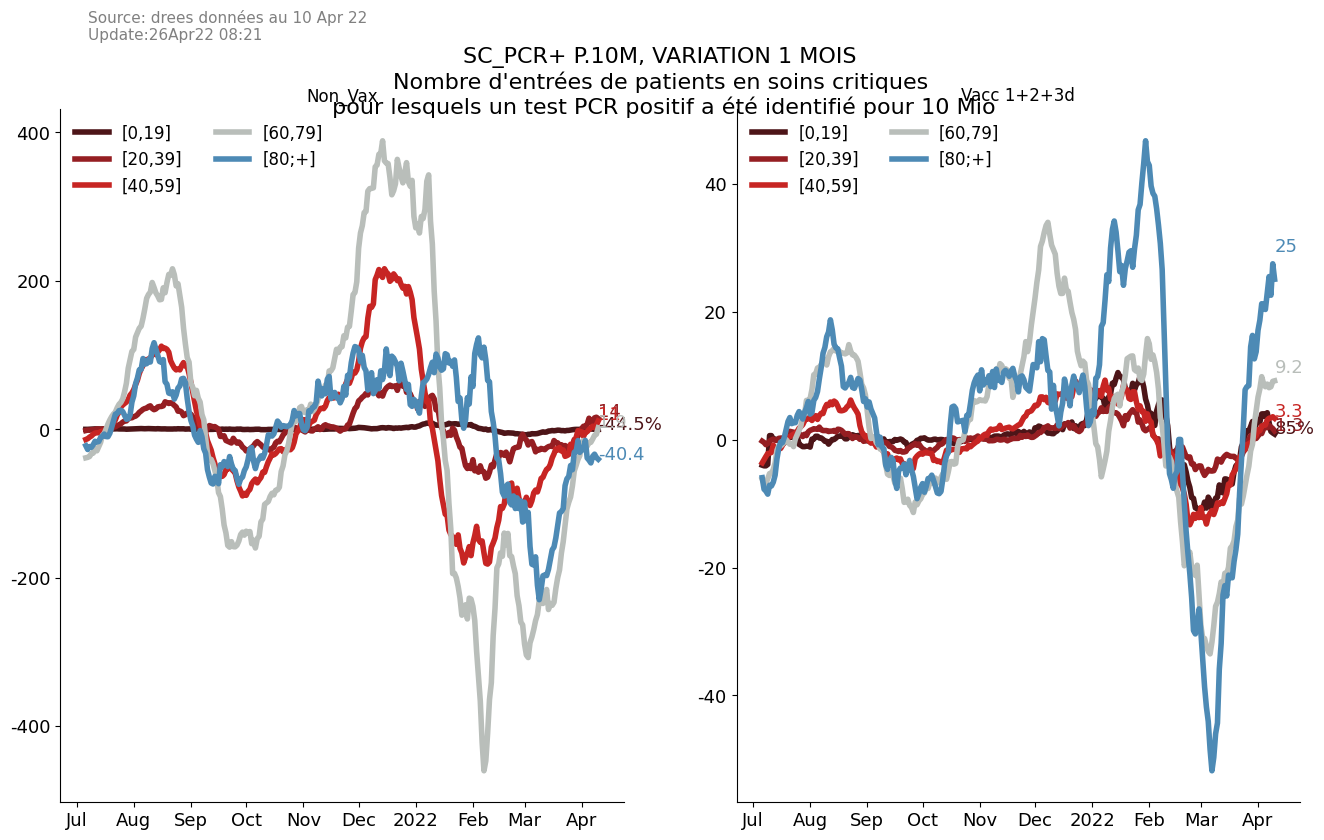 Source: drees données au 10 Apr 22
Update:26Apr22 08:21
SC_PCR+ P.10M, VARIATION 1 MOIS
Nombre d'entrées de patients en soins critiques
pour lesquels un test PCR positif a été identifié pour 10 Mio
Non_Vax
Vacc 1+2+3d
[0,19]
[20,39]
[40,59]
[60,79]
[80;+]
400
200
0
-200
-400
14
-40.4
Jul Aug Sep Oct Nov Dec 2022 Feb Mar Apr
[0,19]
[20,39]
[40,59]
[60,79]
[80;+]
40
20
0
-20
-40
25
9.2
3.3
Jul Aug Sep Oct Nov Dec 2022 Feb Mar Apr